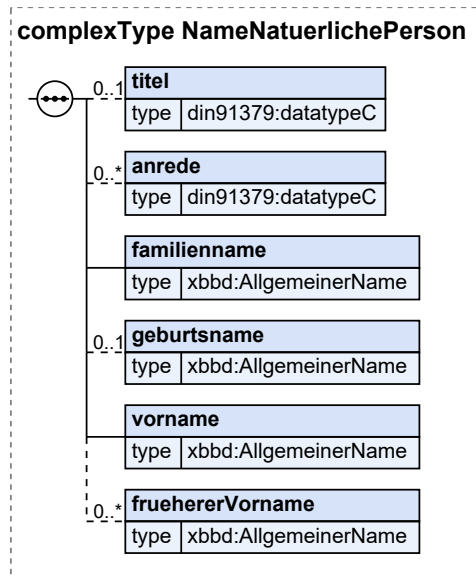 complexType NameNatuerlichePerson
0..1 titel
type din91379:datatypeC
0..* anrede
type din91379:datatypeC
familienname
type xbbd:AllgemeinerName
0..1 geburtsname
type xbbd:AllgemeinerName
vorname
type xbbd:AllgemeinerName
0..* fruehererVorname
type xbbd:AllgemeinerName